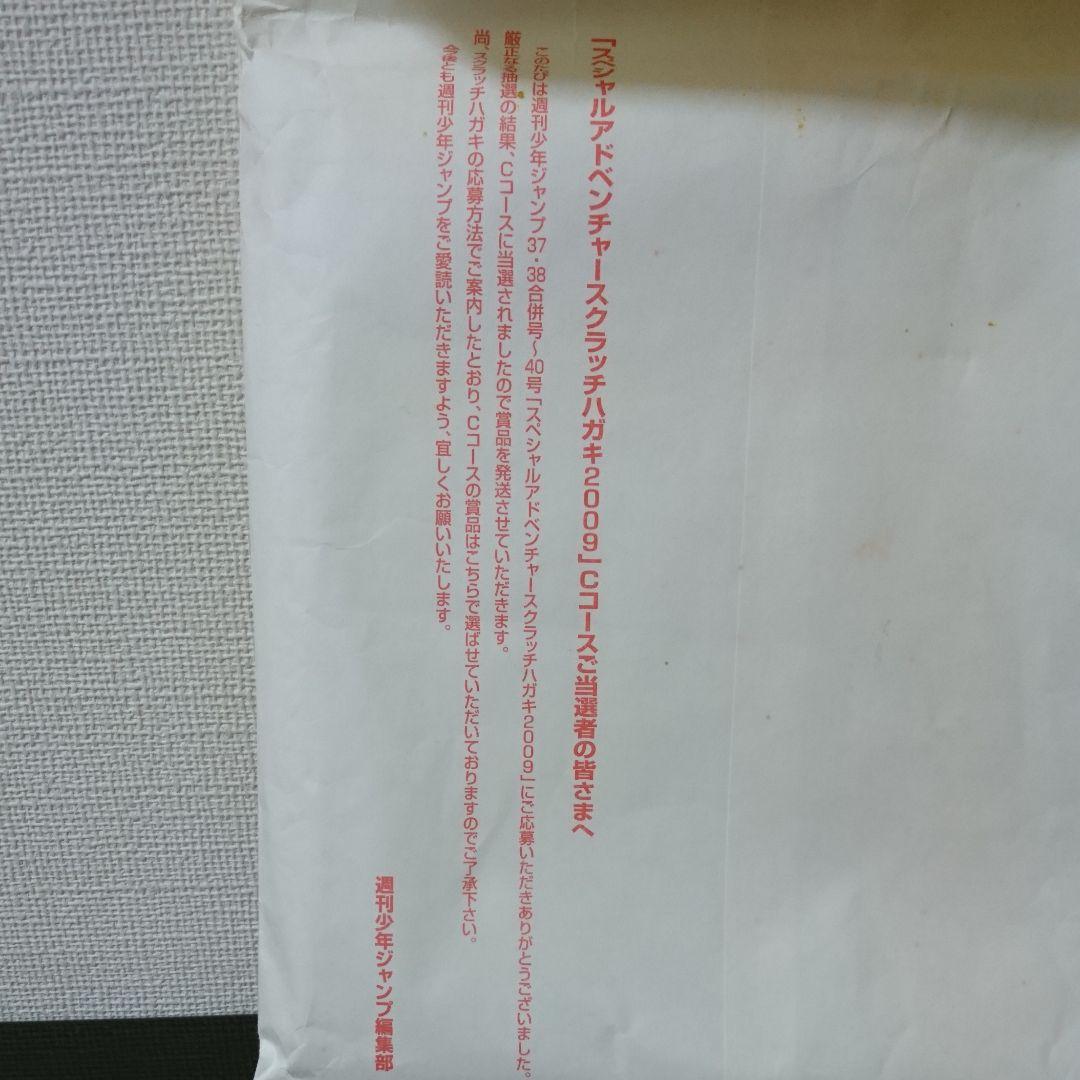 「スペシャルアドベンチャースクラッチハガキ2009」Cコースご当選者の皆さまへ
このたびは週刊少年ジャンプ37・38合併号〜40号「スペシャルアドベンチャースクラッチハガキ2009」にご応募いただきありがとうございました。
厳正なる抽選の結果、Cコースに当選されましたので賞品を発送させていただきます。
尚、スクラッチハガキの応募方法でご案内したとおり、Cコースの賞品はこちらで選ばせていただいておりますのでご了承下さい。
今後とも週刊少年ジャンプをご愛読いただきますよう、宜しくお願いいたします。
週刊少年ジャンプ編集部